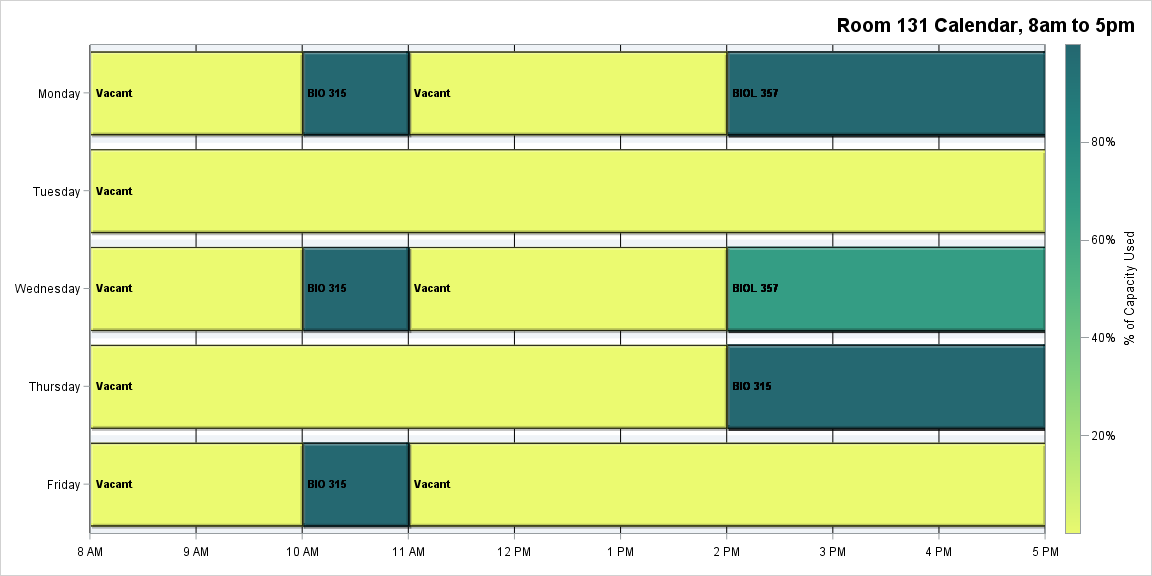 Room 131 Calendar, 8am to 5pm
Monday
Vacant
BIO 315
Vacant
BIOL 357
Tuesday
Vacant
Wednesday
Vacant
BIO 315
Vacant
BIOL 357
Thursday
Vacant
BIO 315
Friday
Vacant
BIO 315
Vacant
8 AM 9 AM 10 AM 11 AM 12 PM 1 PM 2 PM 3 PM 4 PM 5 PM
80%
60%
40%
20%
% of Capacity Used